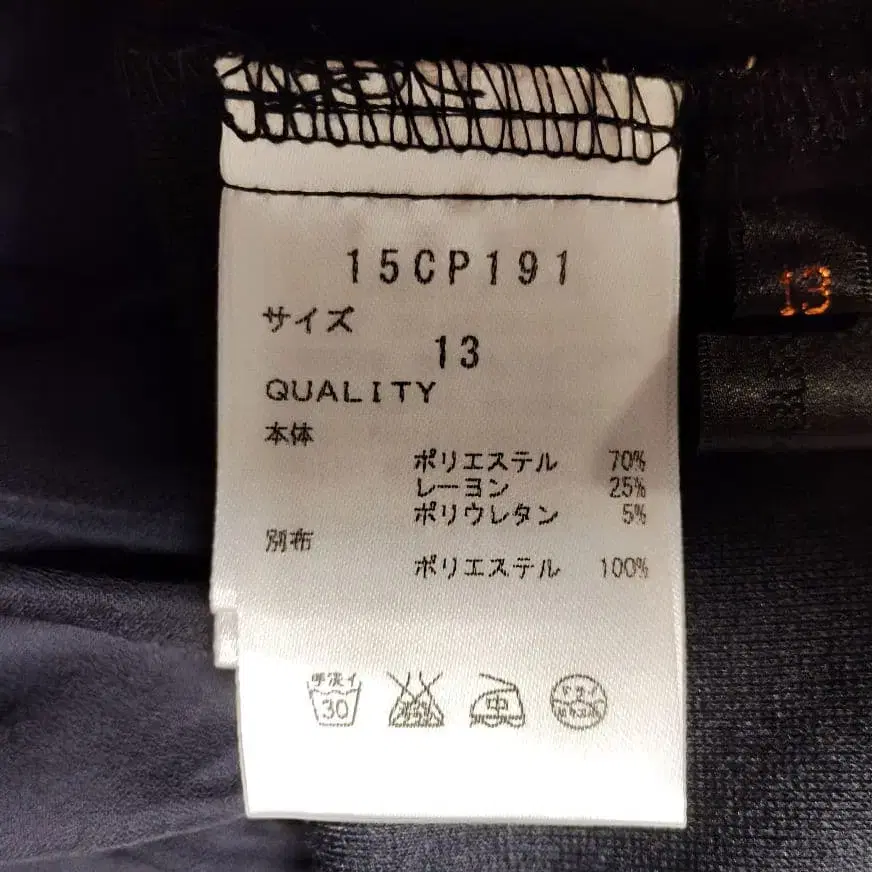 15CP191
サイズ
13
QUALITY
本体
ポリエステル 70%
レーヨン 25%
ポリウレタン 5%
別布
ポリエステル 100%
手洗イ
30
中
ドライ
13